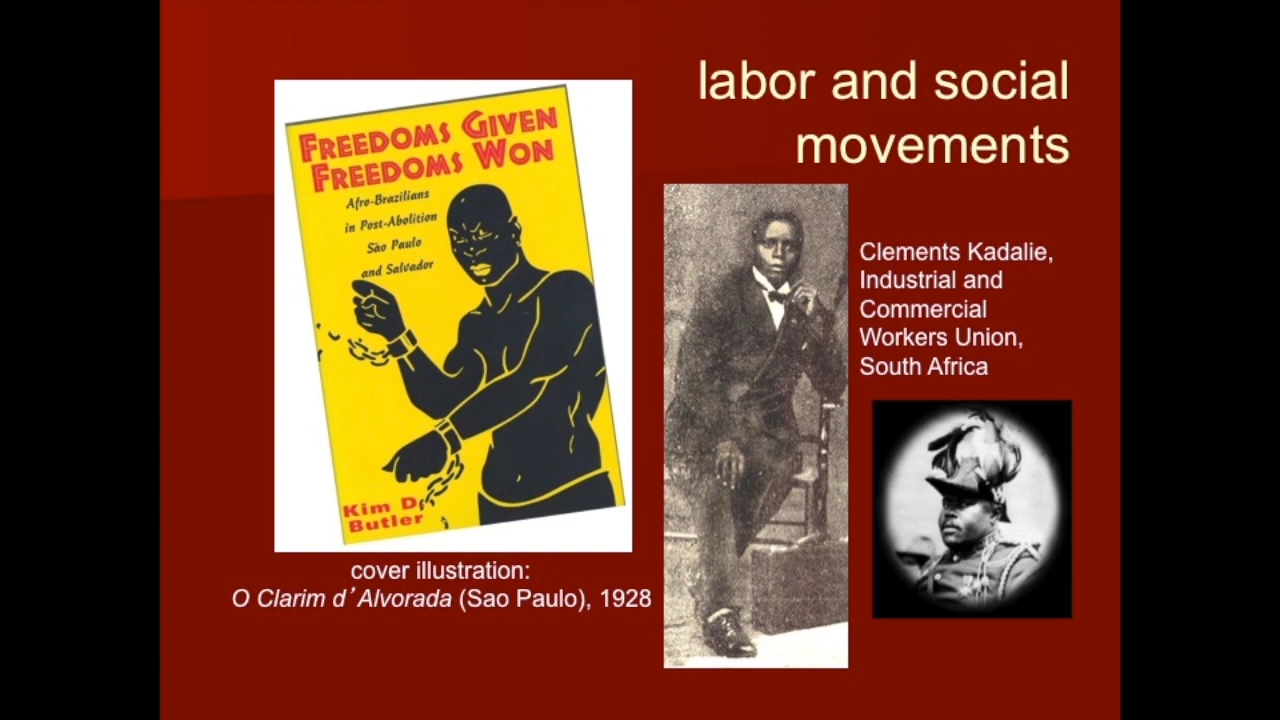 labor and social
movements
FREEDOMS GIVEN
FREEDOMS WON
Afro-Brazilians
in Post-Abolition
São Paulo
and Salvador
Kim D.
Butler
cover illustration:
O Clarim d’Alvorada (Sao Paulo), 1928
Clements Kadalie,
Industrial and
Commercial
Workers Union,
South Africa